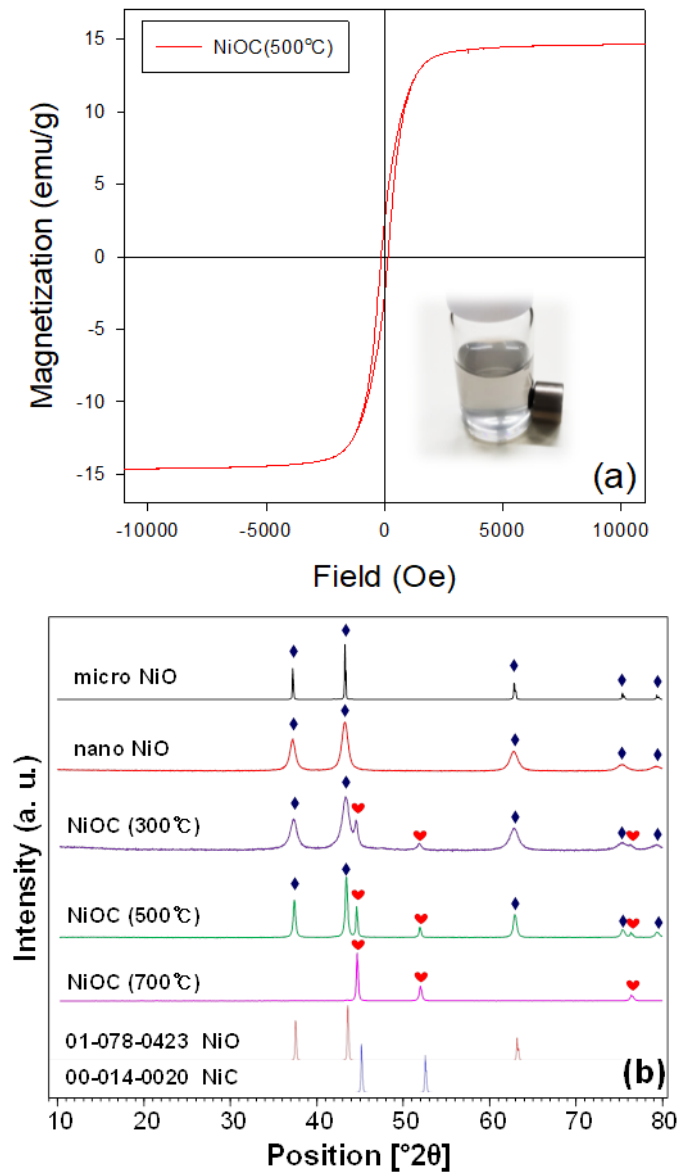 NiOC(500℃)
15
10
5
0
-5
-10
-15
Magnetization (emu/g)
(a)
-10000 -5000 0 5000 10000
Field (Oe)
micro NiO
nano NiO
NiOC (300℃)
NiOC (500℃)
NiOC (700℃)
01-078-0423 NiO
00-014-0020 NiC
Intensity (a. u.)
(b)
10 20 30 40 50 60 70 80
Position [°2θ]